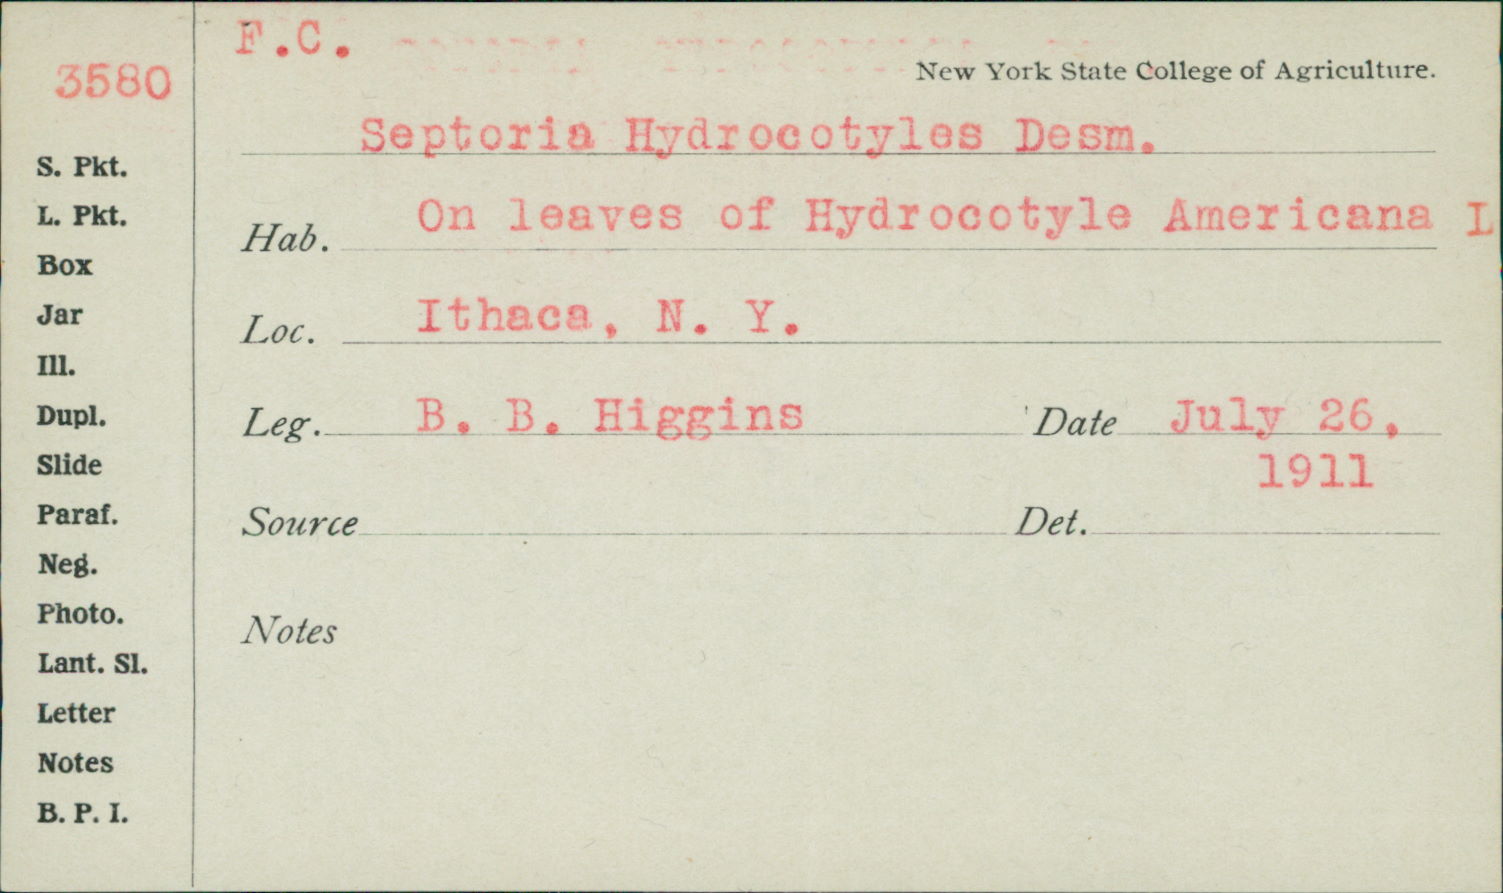 F.C.
3580
New York State College of Agriculture.
Septoria Hydrocotyles Desm.
S. Pkt.
L. Pkt.
Hab. On leaves of Hydrocotyle Americana L
Box
Jar
Loc. Ithaca, N. Y.
Ill.
Dupl.
Leg. B. B. Higgins Date July 26,
1911
Slide
Paraf.
Source Det.
Neg.
Photo.
Notes
Lant. Sl.
Letter
Notes
B. P. I.